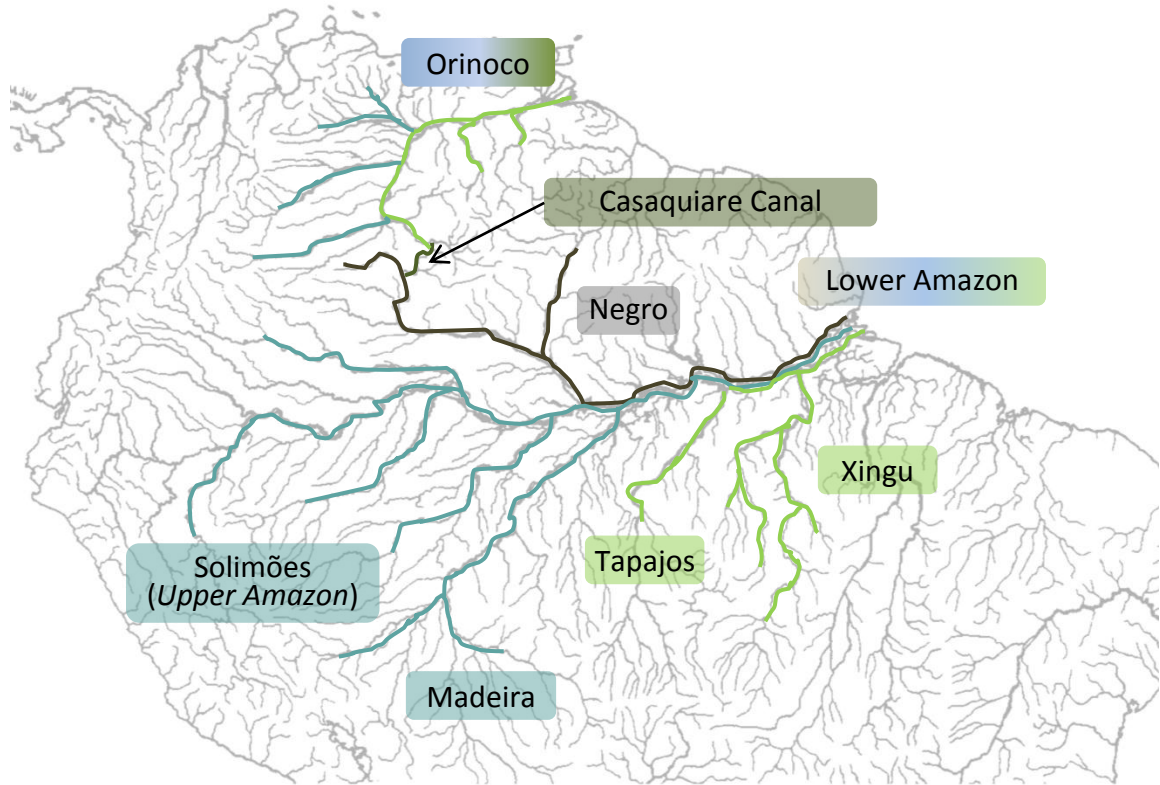 Orinoco
Casaquiare Canal
Lower Amazon
Negro
Xingu
Tapajos
Solimões
(Upper Amazon)
Madeira